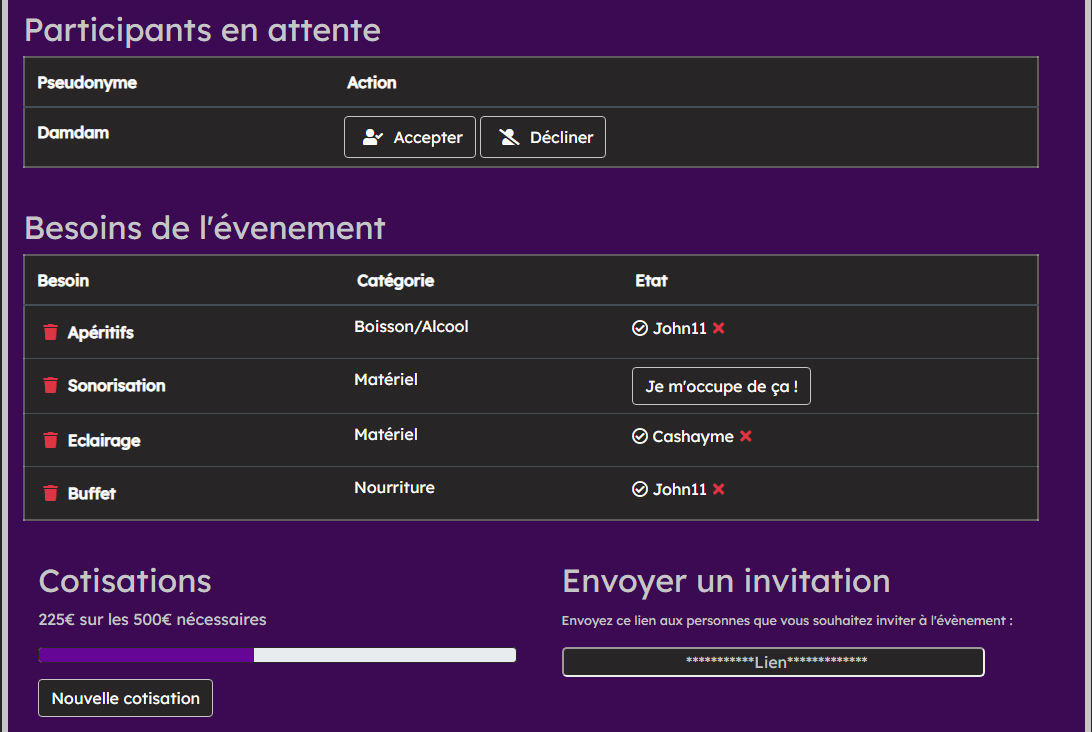 Participants en attente
Pseudonyme Action
Damdam Accepter Décliner
Besoins de l'évenement
Besoin Catégorie Etat
Apéritifs Boisson/Alcool John11
Sonorisation Matériel Je m'occupe de ça !
Eclairage Matériel Cashayme
Buffet Nourriture John11
Cotisations
225€ sur les 500€ nécessaires
Nouvelle cotisation
Envoyer un invitation
Envoyez ce lien aux personnes que vous souhaitez inviter à l'évènement :
***********Lien*************